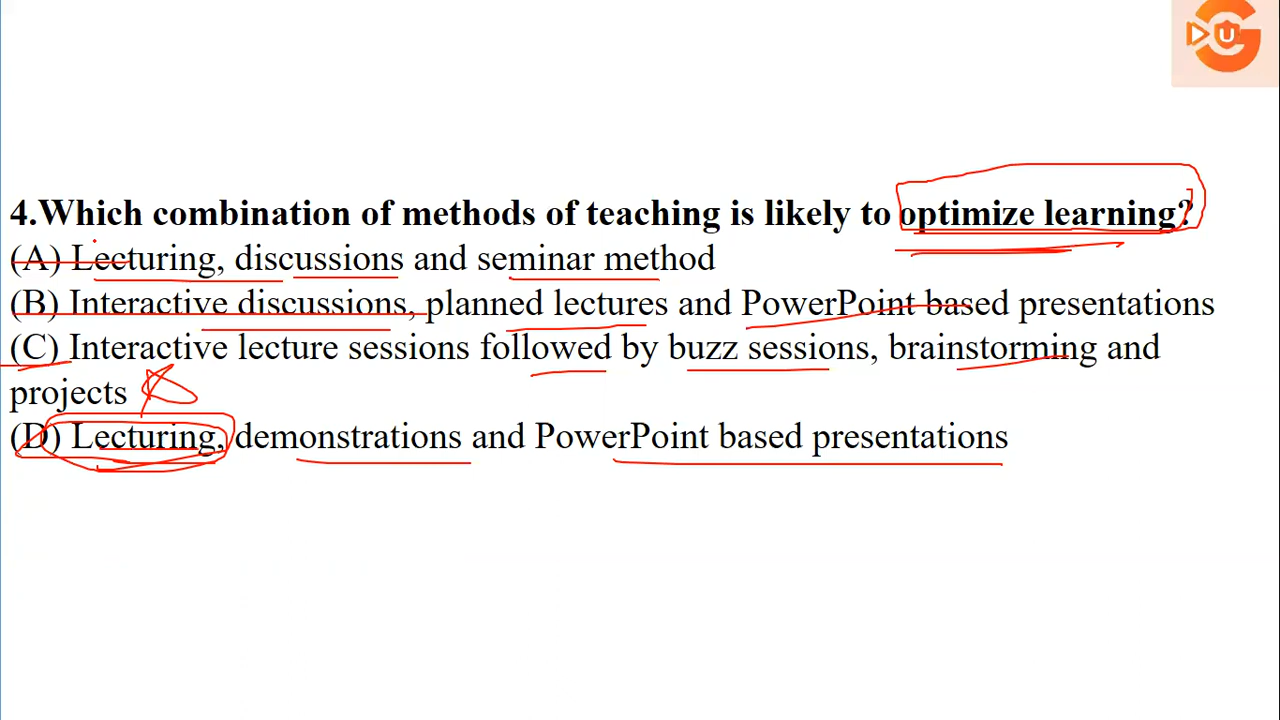 U
4.Which combination of methods of teaching is likely to optimize learning?
(A) Lecturing, discussions and seminar method
(B) Interactive discussions, planned lectures and PowerPoint based presentations
(C) Interactive lecture sessions followed by buzz sessions, brainstorming and
projects
(D) Lecturing, demonstrations and PowerPoint based presentations